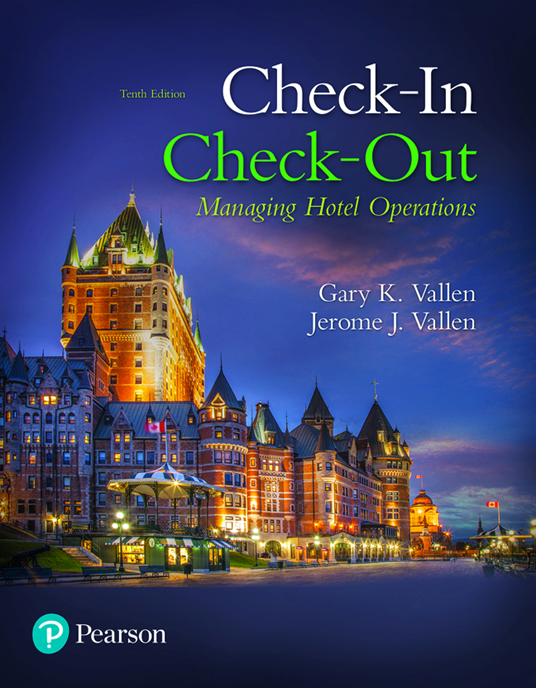 Tenth Edition
Check-In
Check-Out
Managing Hotel Operations
Gary K. Vallen
Jerome J. Vallen
P Pearson